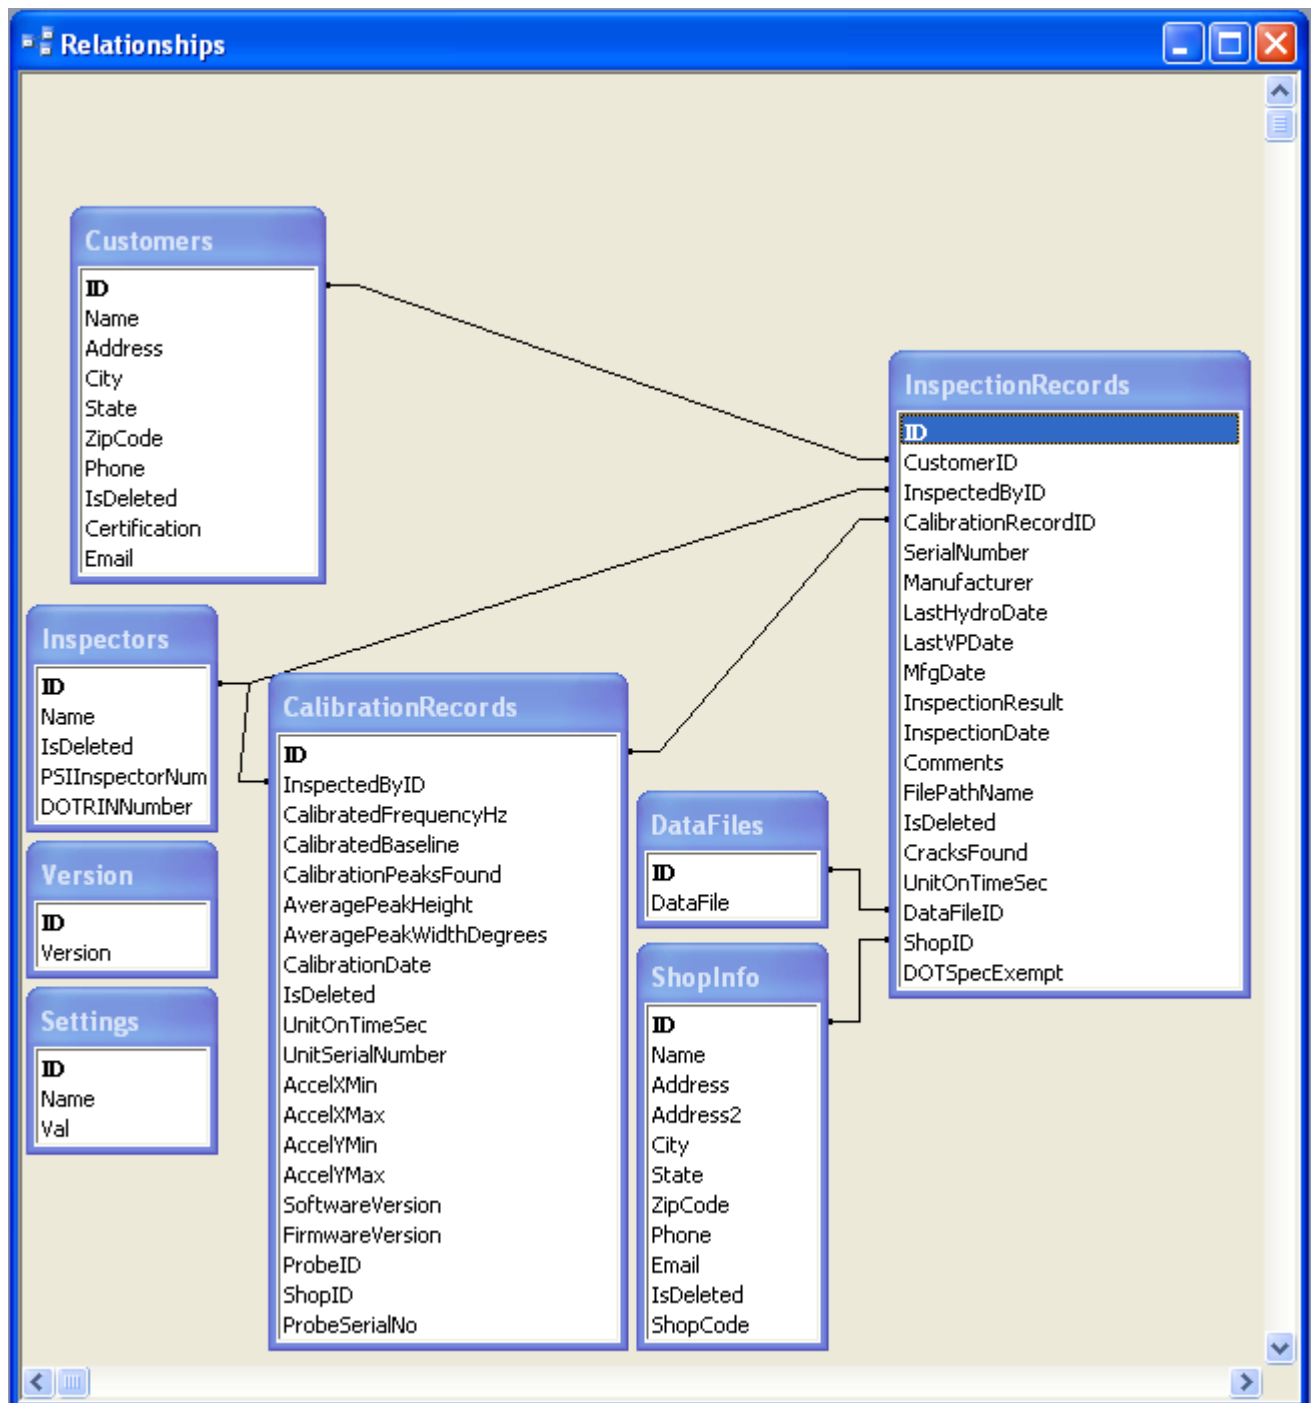 Relationships
Customers
ID
Name
Address
City
State
ZipCode
Phone
IsDeleted
Certification
Email
InspectionRecords
ID
CustomerID
InspectedByID
CalibrationRecordID
SerialNumber
Manufacturer
LastHydroDate
LastVPDate
MfgDate
InspectionResult
InspectionDate
Comments
FilePathName
IsDeleted
CracksFound
UnitOnTimeSec
DataFileID
ShopID
DOTSpecExempt
Inspectors
ID
Name
IsDeleted
PSIInspectorNum
DOTRINNumber
Version
ID
Version
Settings
ID
Name
Val
CalibrationRecords
ID
InspectedByID
CalibratedFrequencyHz
CalibratedBaseline
CalibrationPeaksFound
AveragePeakHeight
AveragePeakWidthDegrees
CalibrationDate
IsDeleted
UnitOnTimeSec
UnitSerialNumber
AccelXMin
AccelXMax
AccelYMin
AccelYMax
SoftwareVersion
FirmwareVersion
ProbeID
ShopID
ProbeSerialNo
DataFiles
ID
DataFile
ShopInfo
ID
Name
Address
Address2
City
State
ZipCode
Phone
Email
IsDeleted
ShopCode